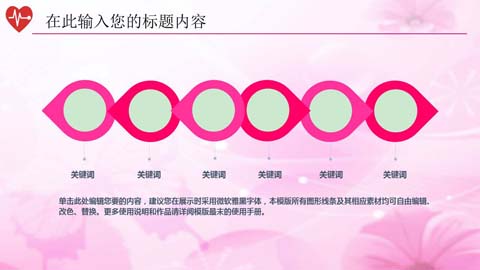 在此输入您的标题内容
关键词 关键词 关键词 关键词 关键词 关键词
单击此处编辑您要的内容，建议您在展示时采用微软雅黑字体，本模版所有图形线条及其相应素材均可自由编辑、
改色、替换。更多使用说明和作品请详阅模版最末的使用手册。